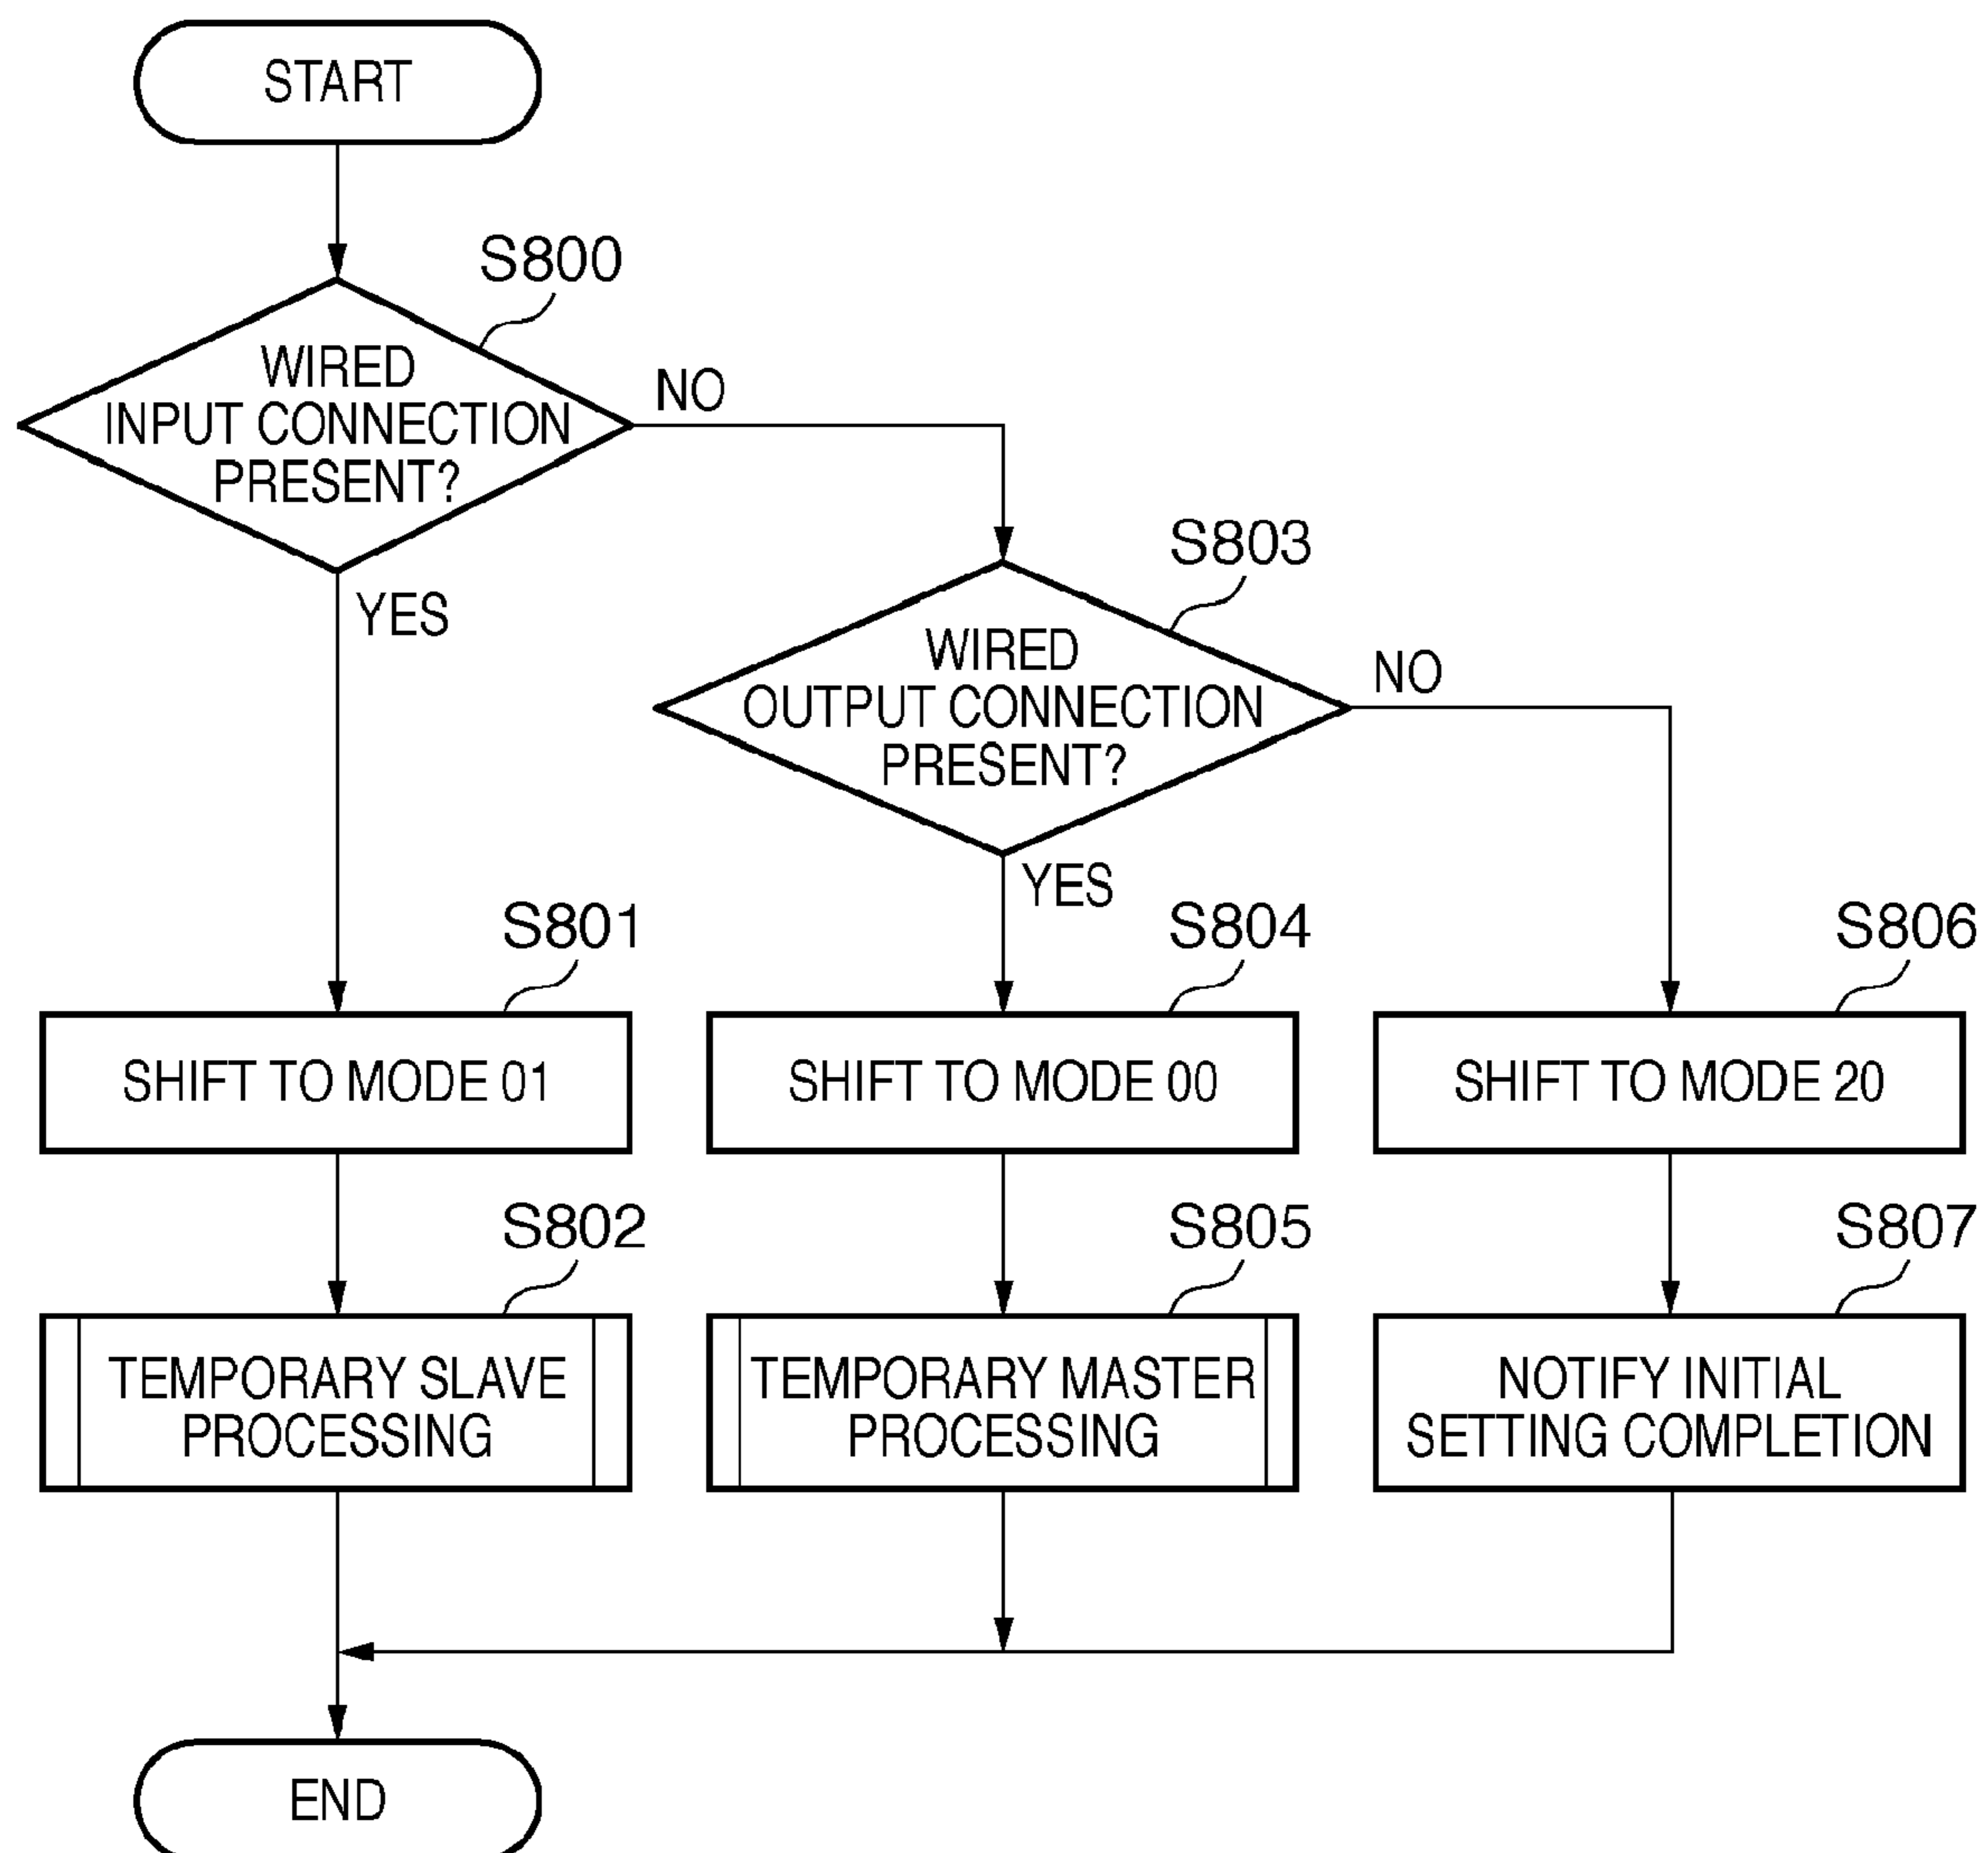 START
S800
WIRED
INPUT CONNECTION
PRESENT?
NO
YES
S803
WIRED
OUTPUT CONNECTION
PRESENT?
NO
YES
S801
SHIFT TO MODE 01
S804
SHIFT TO MODE 00
S806
SHIFT TO MODE 20
S802
TEMPORARY SLAVE
PROCESSING
S805
TEMPORARY MASTER
PROCESSING
S807
NOTIFY INITIAL
SETTING COMPLETION
END